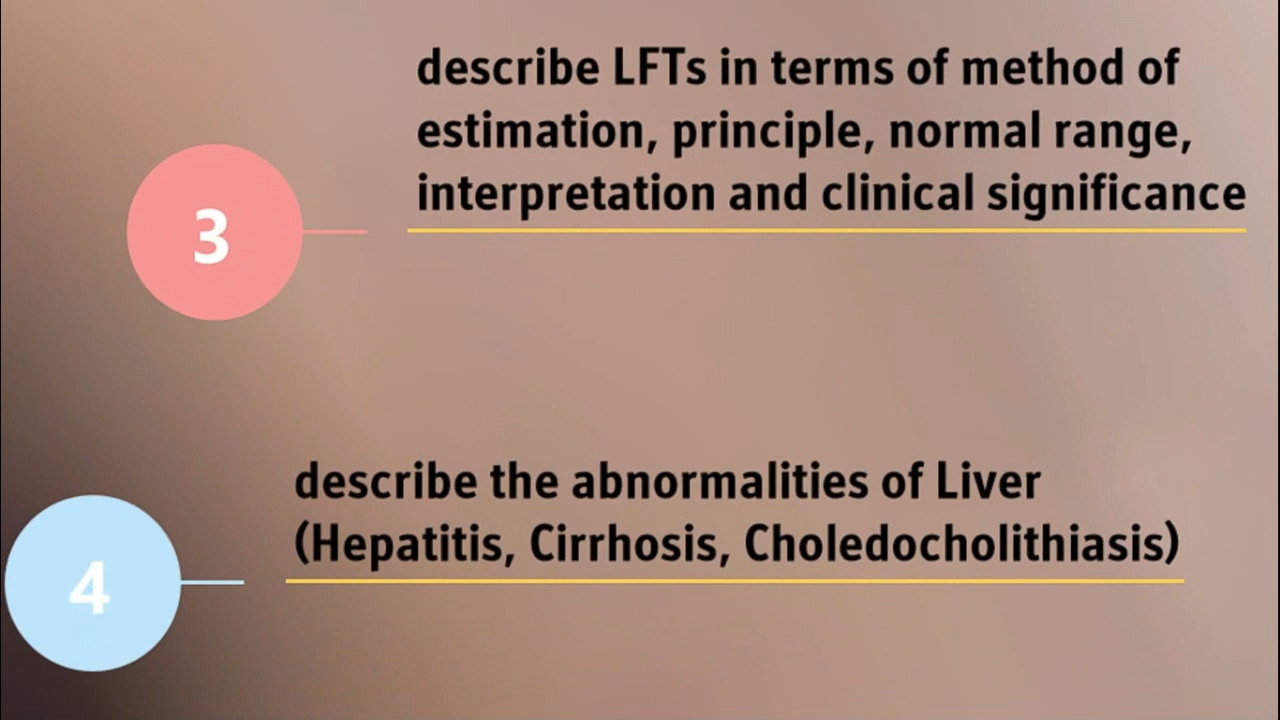 3
describe LFTs in terms of method of
estimation, principle, normal range,
interpretation and clinical significance
4
describe the abnormalities of Liver
(Hepatitis, Cirrhosis, Choledocholithiasis)